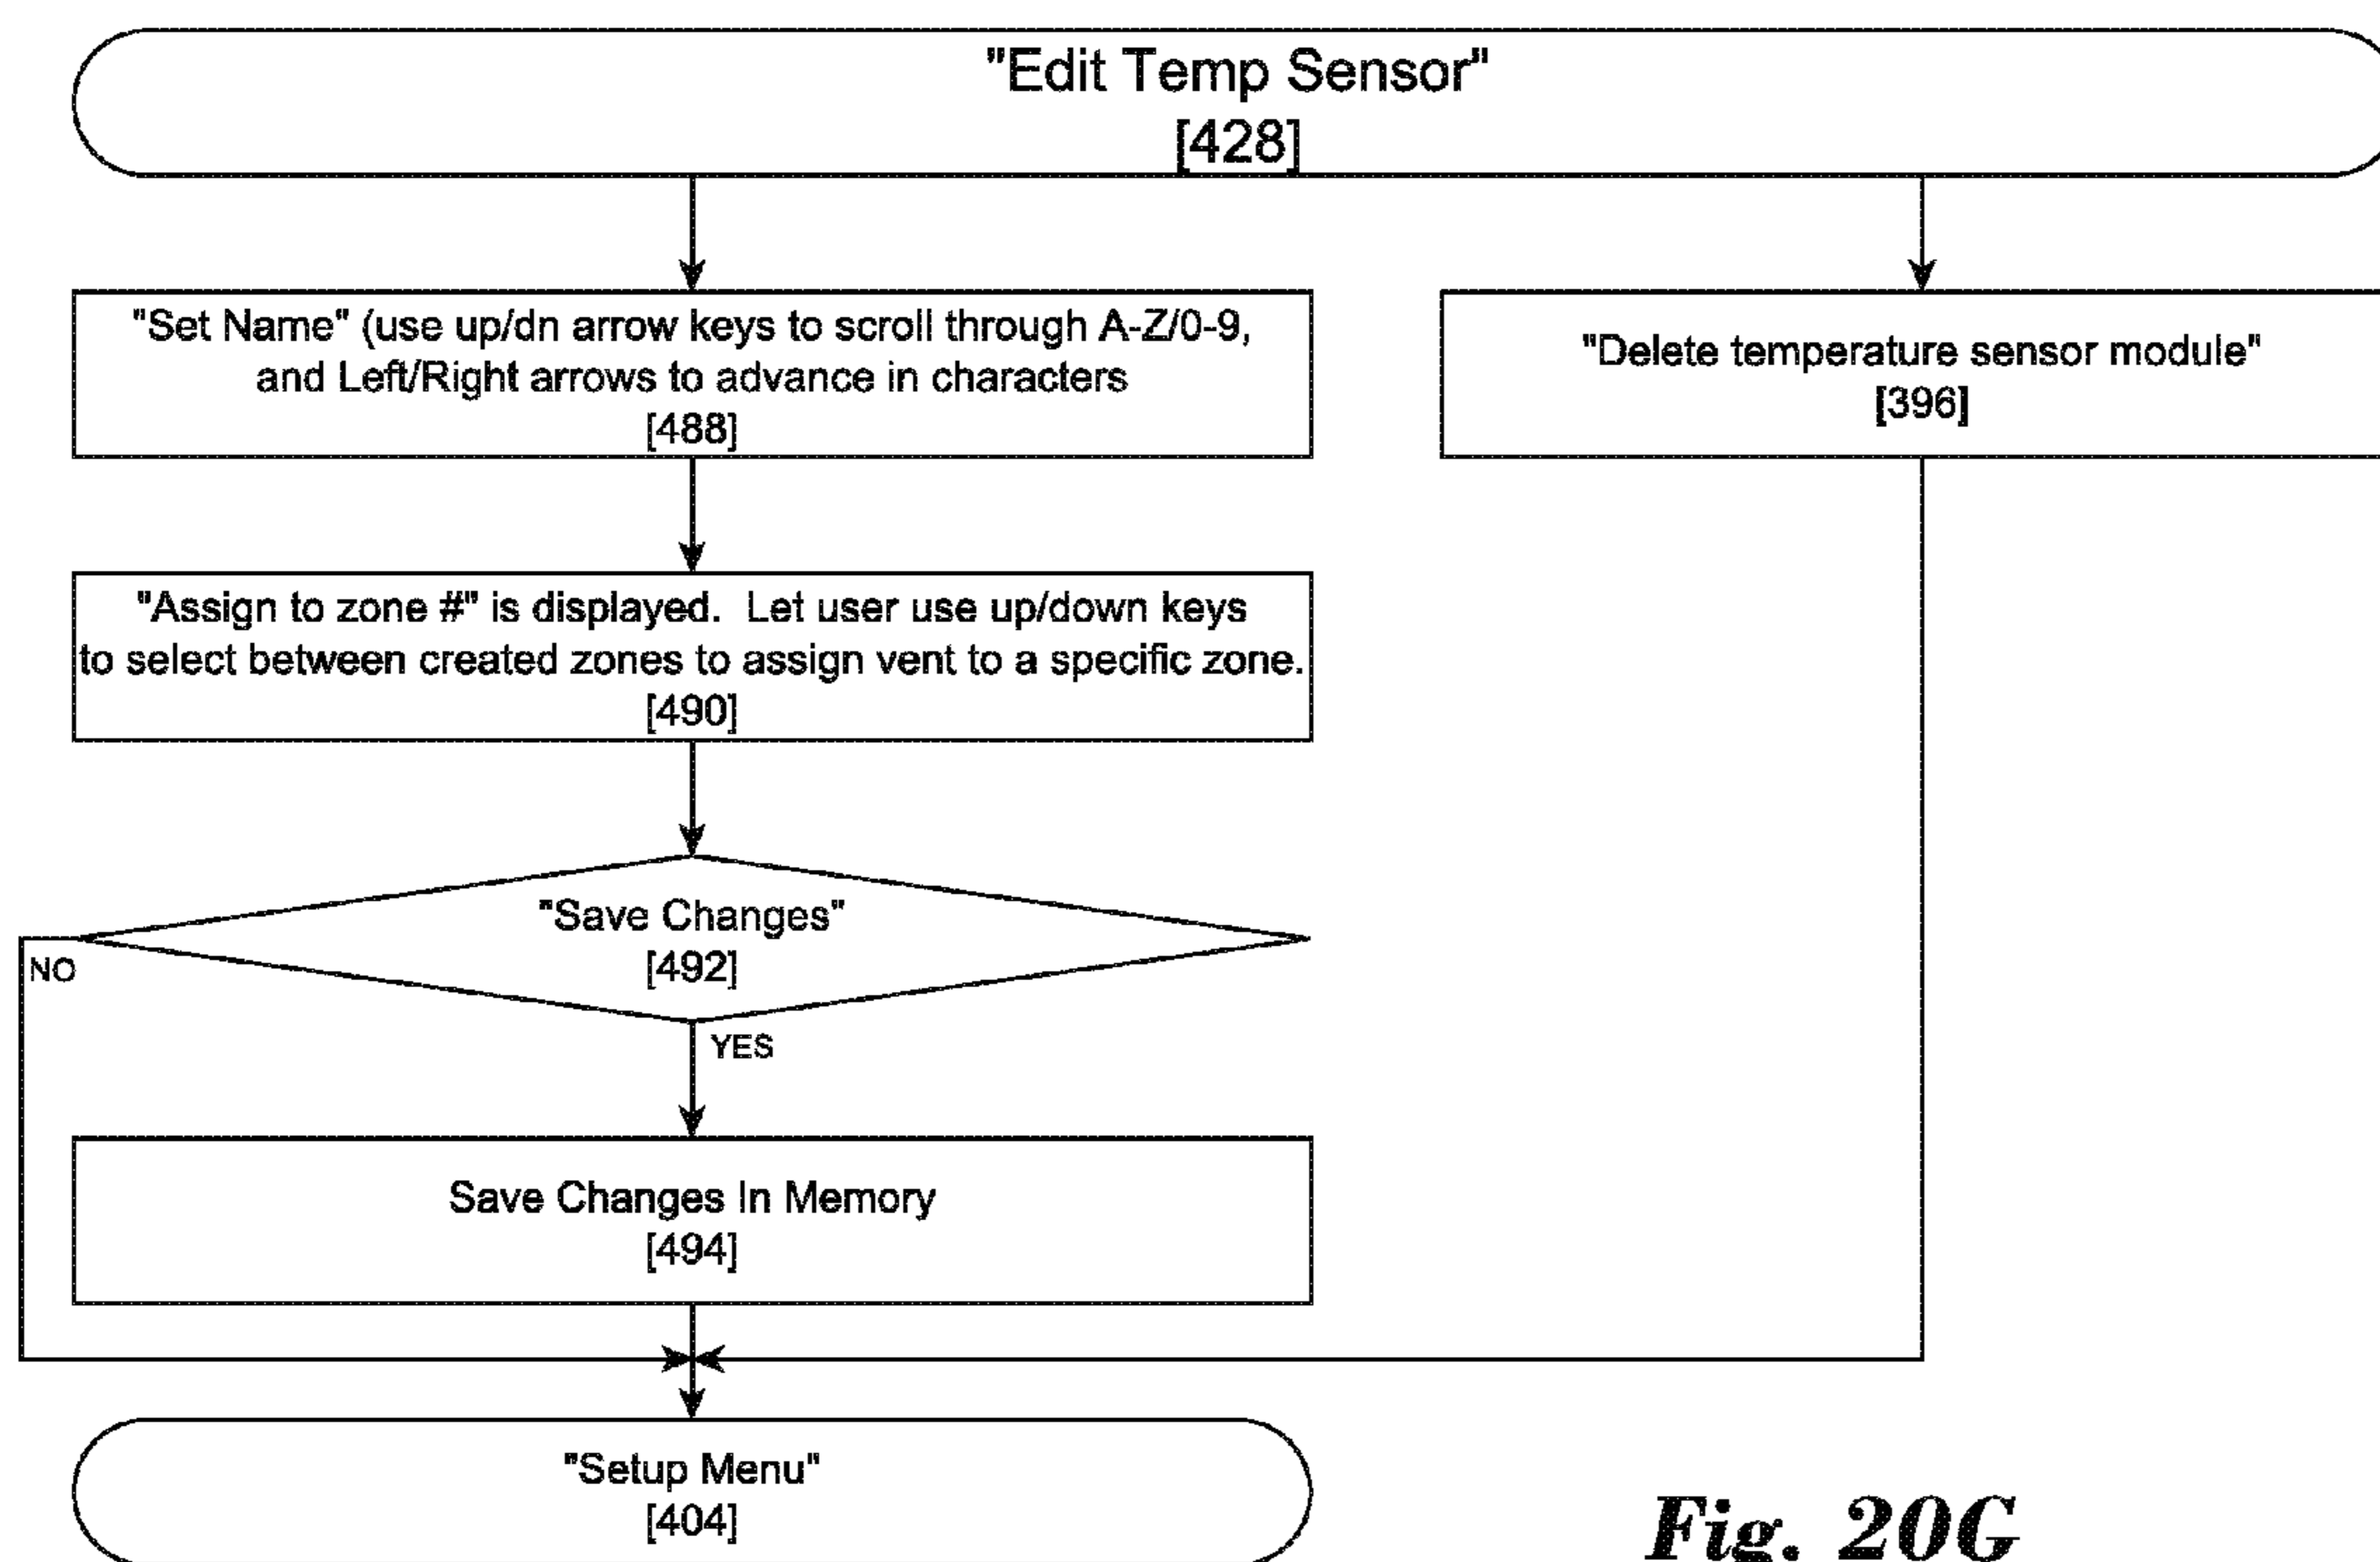 "Edit Temp Sensor"
[428]
"Set Name" (use up/dn arrow keys to scroll through A-Z/0-9,
and Left/Right arrows to advance in characters
[488]
"Delete temperature sensor module"
[396]
"Assign to zone #" is displayed.  Let user use up/down keys
to select between created zones to assign vent to a specific zone.
[490]
"Save Changes"
[492]
NO
YES
Save Changes In Memory
[494]
"Setup Menu"
[404]
Fig. 20G